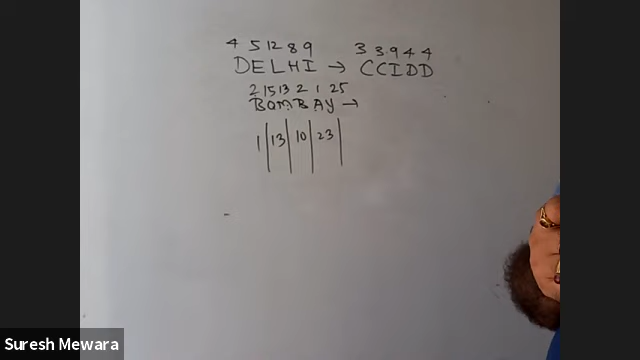 4 5 12 8 9 3 3 9 4 4
DELHI → CCIDD
2 15 13 2 1 25
BOMBAY →
1 | 13 | 10 | 23 |
Suresh Mewara